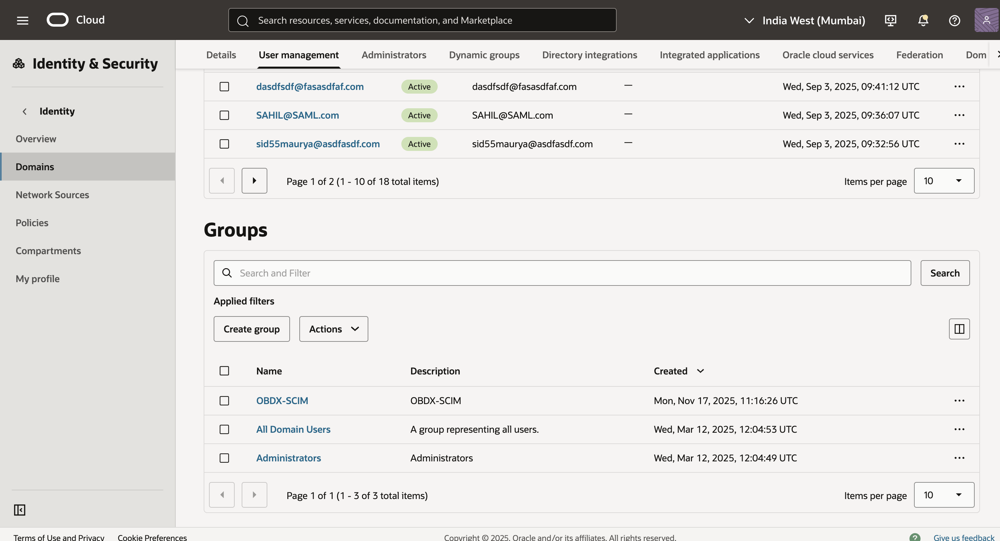 Cloud
Search resources, services, documentation, and Marketplace
India West (Mumbai)
Identity & Security
Identity
Overview
Domains
Network Sources
Policies
Compartments
My profile
Details User management Administrators Dynamic groups Directory integrations Integrated applications Oracle cloud services Federation Dom
dasdfsdf@fasasdfaf.com Active dasdfsdf@fasasdfaf.com — Wed, Sep 3, 2025, 09:41:12 UTC
SAHIL@SAML.com Active SAHIL@SAML.com — Wed, Sep 3, 2025, 09:36:07 UTC
sid55maurya@asdfasdf.com Active sid55maurya@asdfasdf.com — Wed, Sep 3, 2025, 09:32:56 UTC
Page 1 of 2 (1 - 10 of 18 total items) Items per page 10
Groups
Search and Filter Search
Applied filters
Create group Actions
Name Description Created
OBDX-SCIM OBDX-SCIM Mon, Nov 17, 2025, 11:16:26 UTC
All Domain Users A group representing all users. Wed, Mar 12, 2025, 12:04:53 UTC
Administrators Administrators Wed, Mar 12, 2025, 12:04:49 UTC
Page 1 of 1 (1 - 3 of 3 total items) Items per page 10
Terms of Use and Privacy Cookie Preferences Copyright © 2025, Oracle and/or its affiliates. All rights reserved. Give us feedback